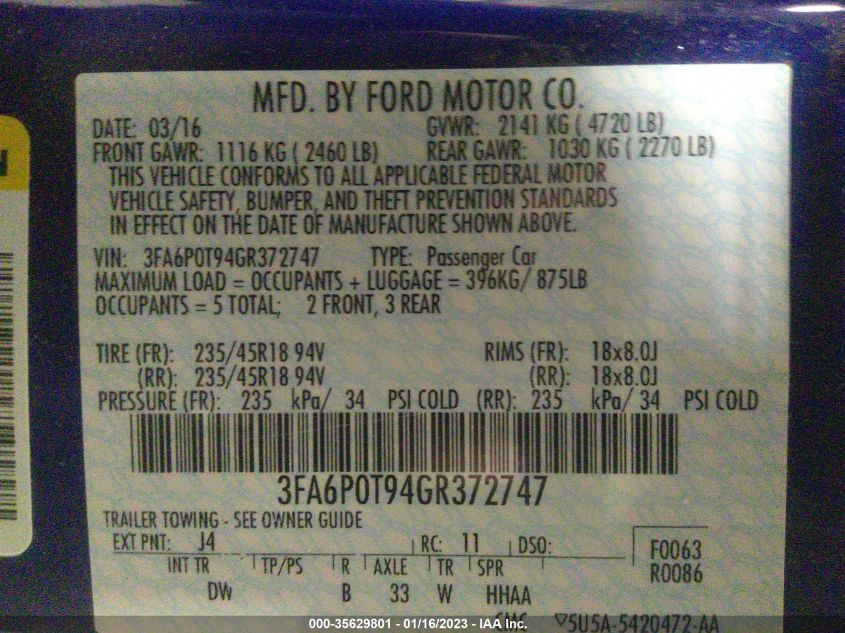 MFD. BY FORD MOTOR CO.
DATE: 03/16 GVWR: 2141 KG ( 4720 LB)
FRONT GAWR: 1116 KG ( 2460 LB) REAR GAWR: 1030 KG ( 2270 LB)
THIS VEHICLE CONFORMS TO ALL APPLICABLE FEDERAL MOTOR
VEHICLE SAFETY, BUMPER, AND THEFT PREVENTION STANDARDS
IN EFFECT ON THE DATE OF MANUFACTURE SHOWN ABOVE.
VIN: 3FA6P0T94GR372747 TYPE: Passenger Car
MAXIMUM LOAD = OCCUPANTS + LUGGAGE = 396KG/ 875LB
OCCUPANTS = 5 TOTAL; 2 FRONT, 3 REAR
TIRE (FR): 235/45R18 94V RIMS (FR): 18x8.0J
(RR): 235/45R18 94V (RR): 18x8.0J
PRESSURE (FR): 235 kPa/ 34 PSI COLD (RR): 235 kPa/ 34 PSI COLD
3FA6P0T94GR372747
TRAILER TOWING - SEE OWNER GUIDE
EXT PNT: J4 RC: 11 DSO: F0063
INT TR TP/PS R AXLE TR SPR R0086
DW B 33 W HHAA
5U5A-5420472-AA
000-35629801 - 01/16/2023 - IAA Inc.